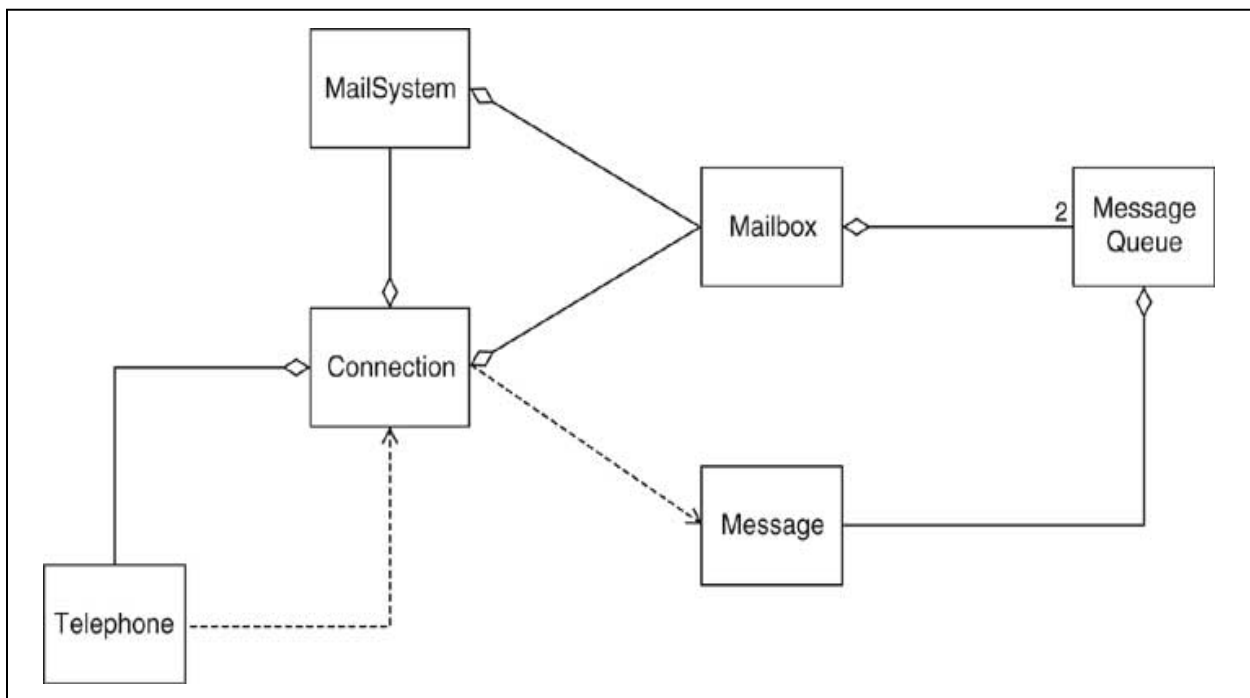 MailSystem
Mailbox
2
Message
Queue
Connection
Message
Telephone